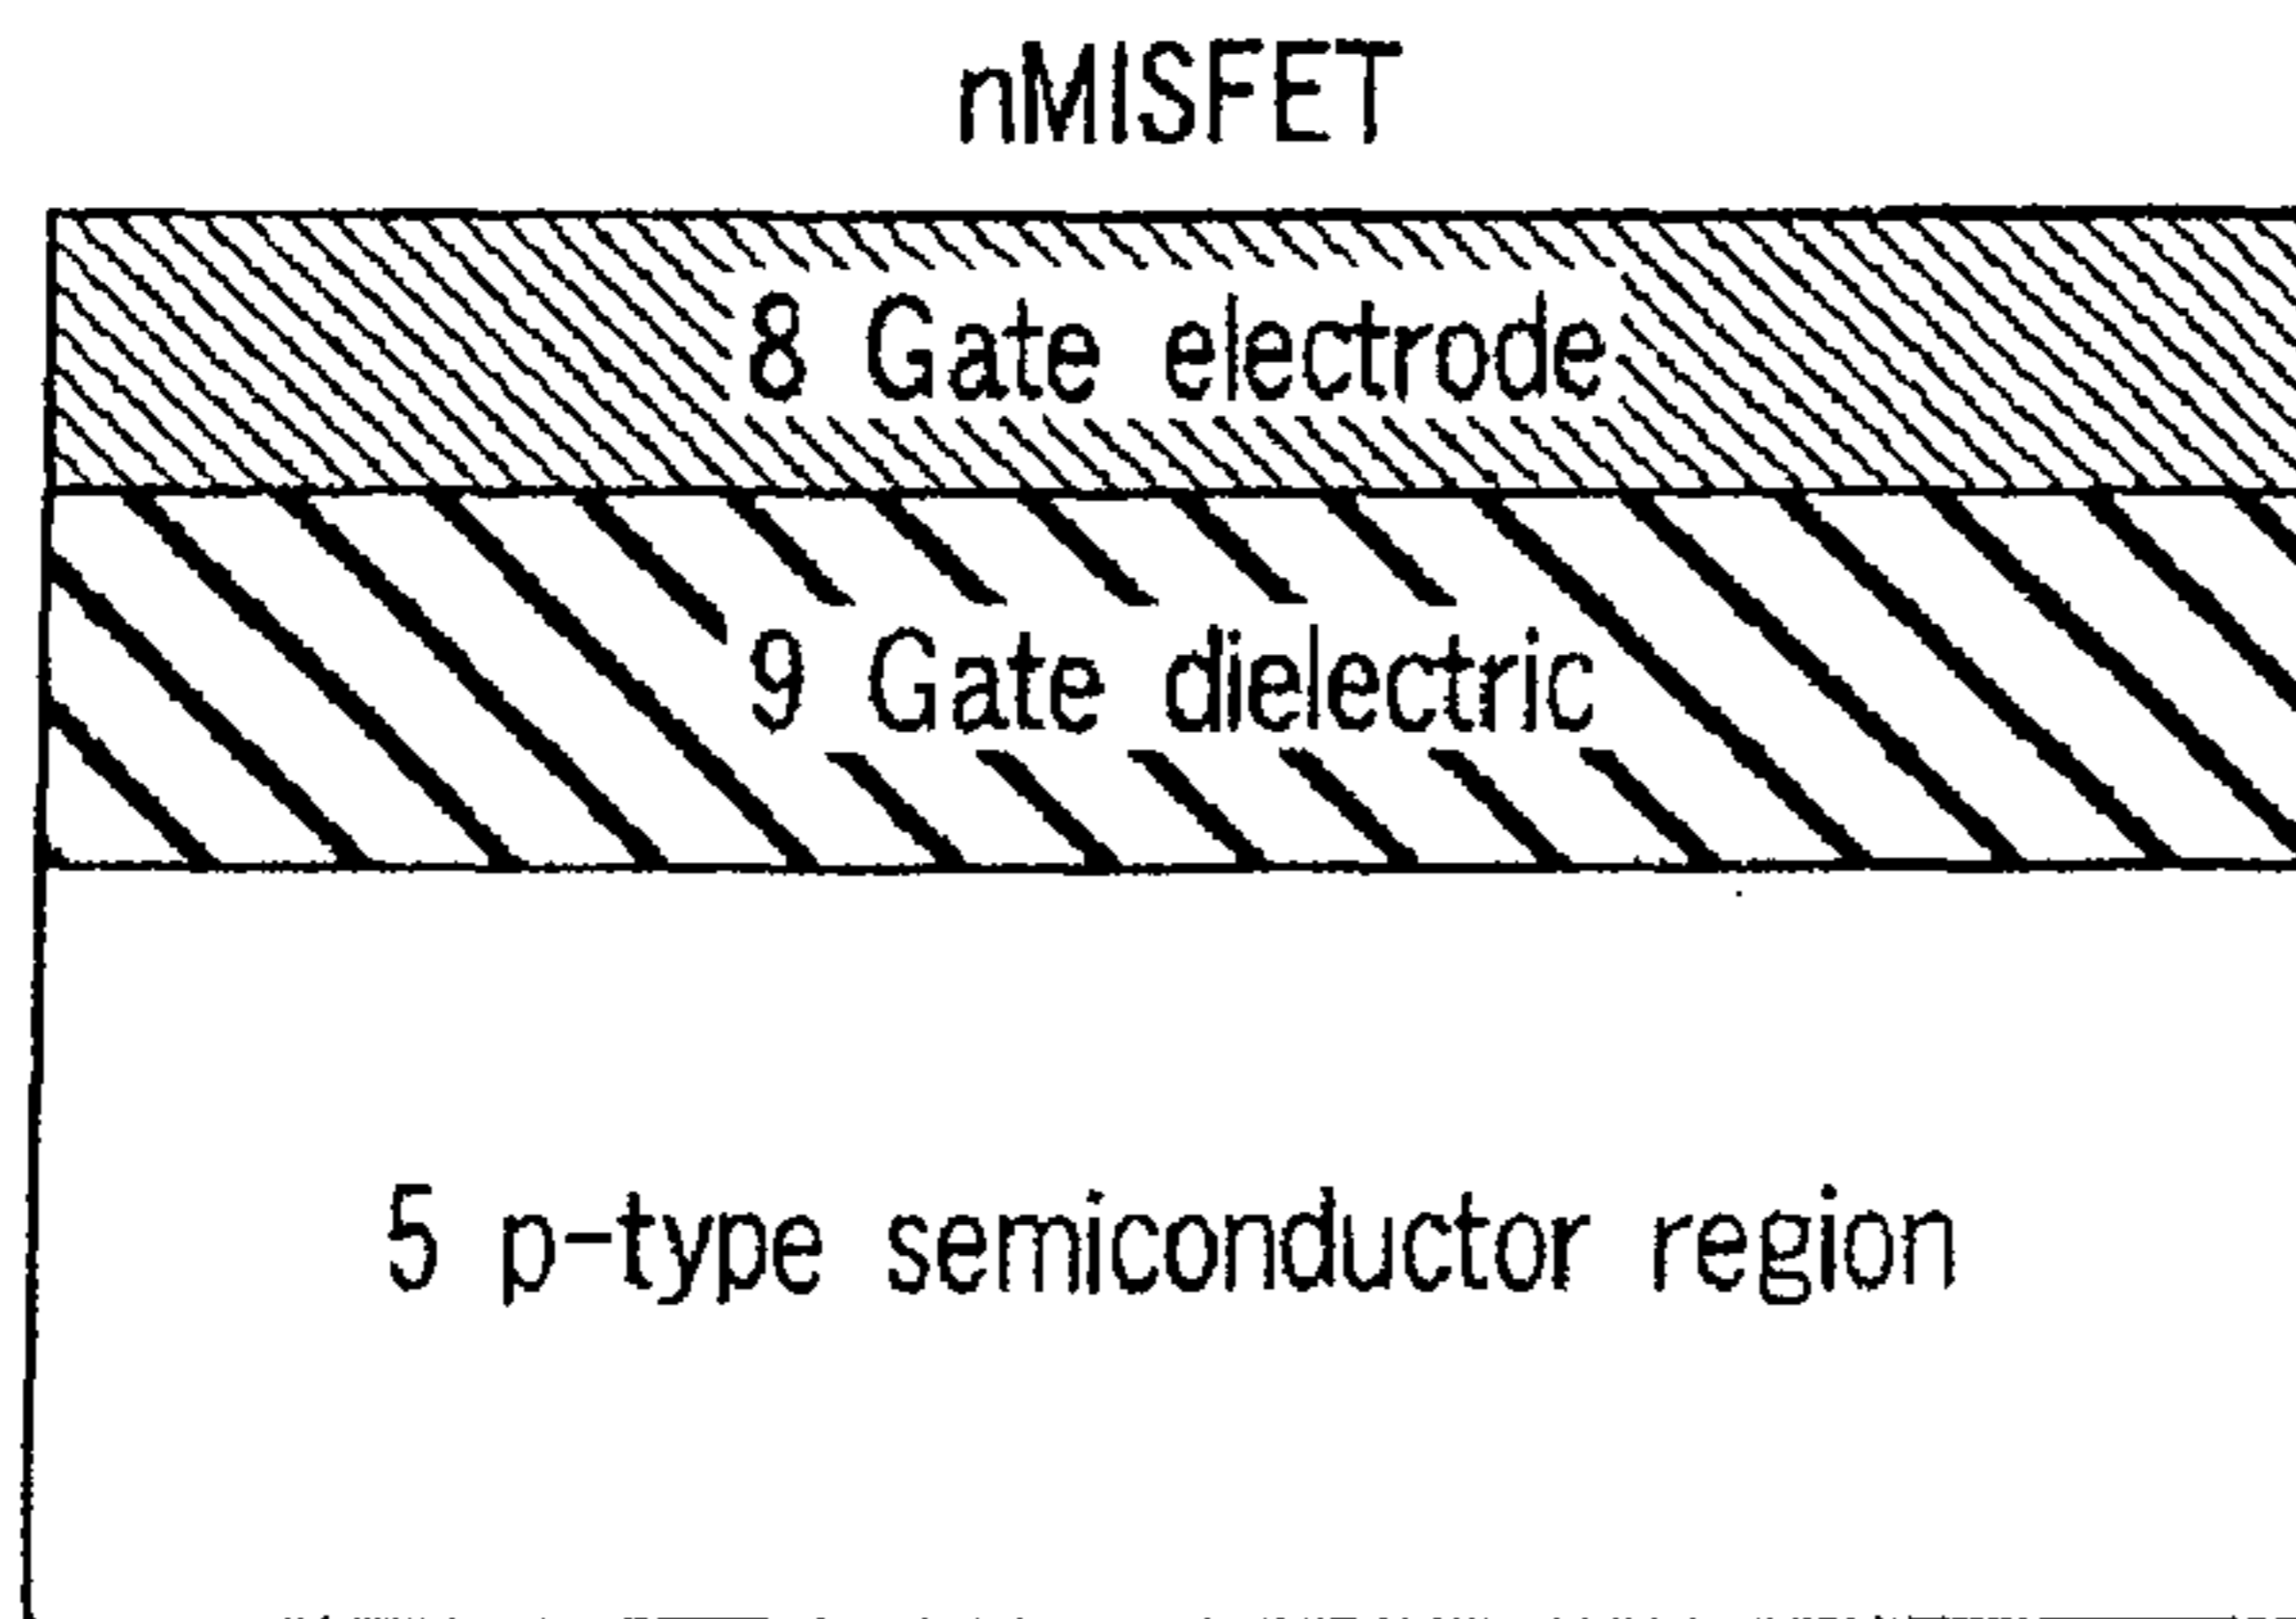 nMISFET
8 Gate electrode
9 Gate dielectric
5 p-type semiconductor region